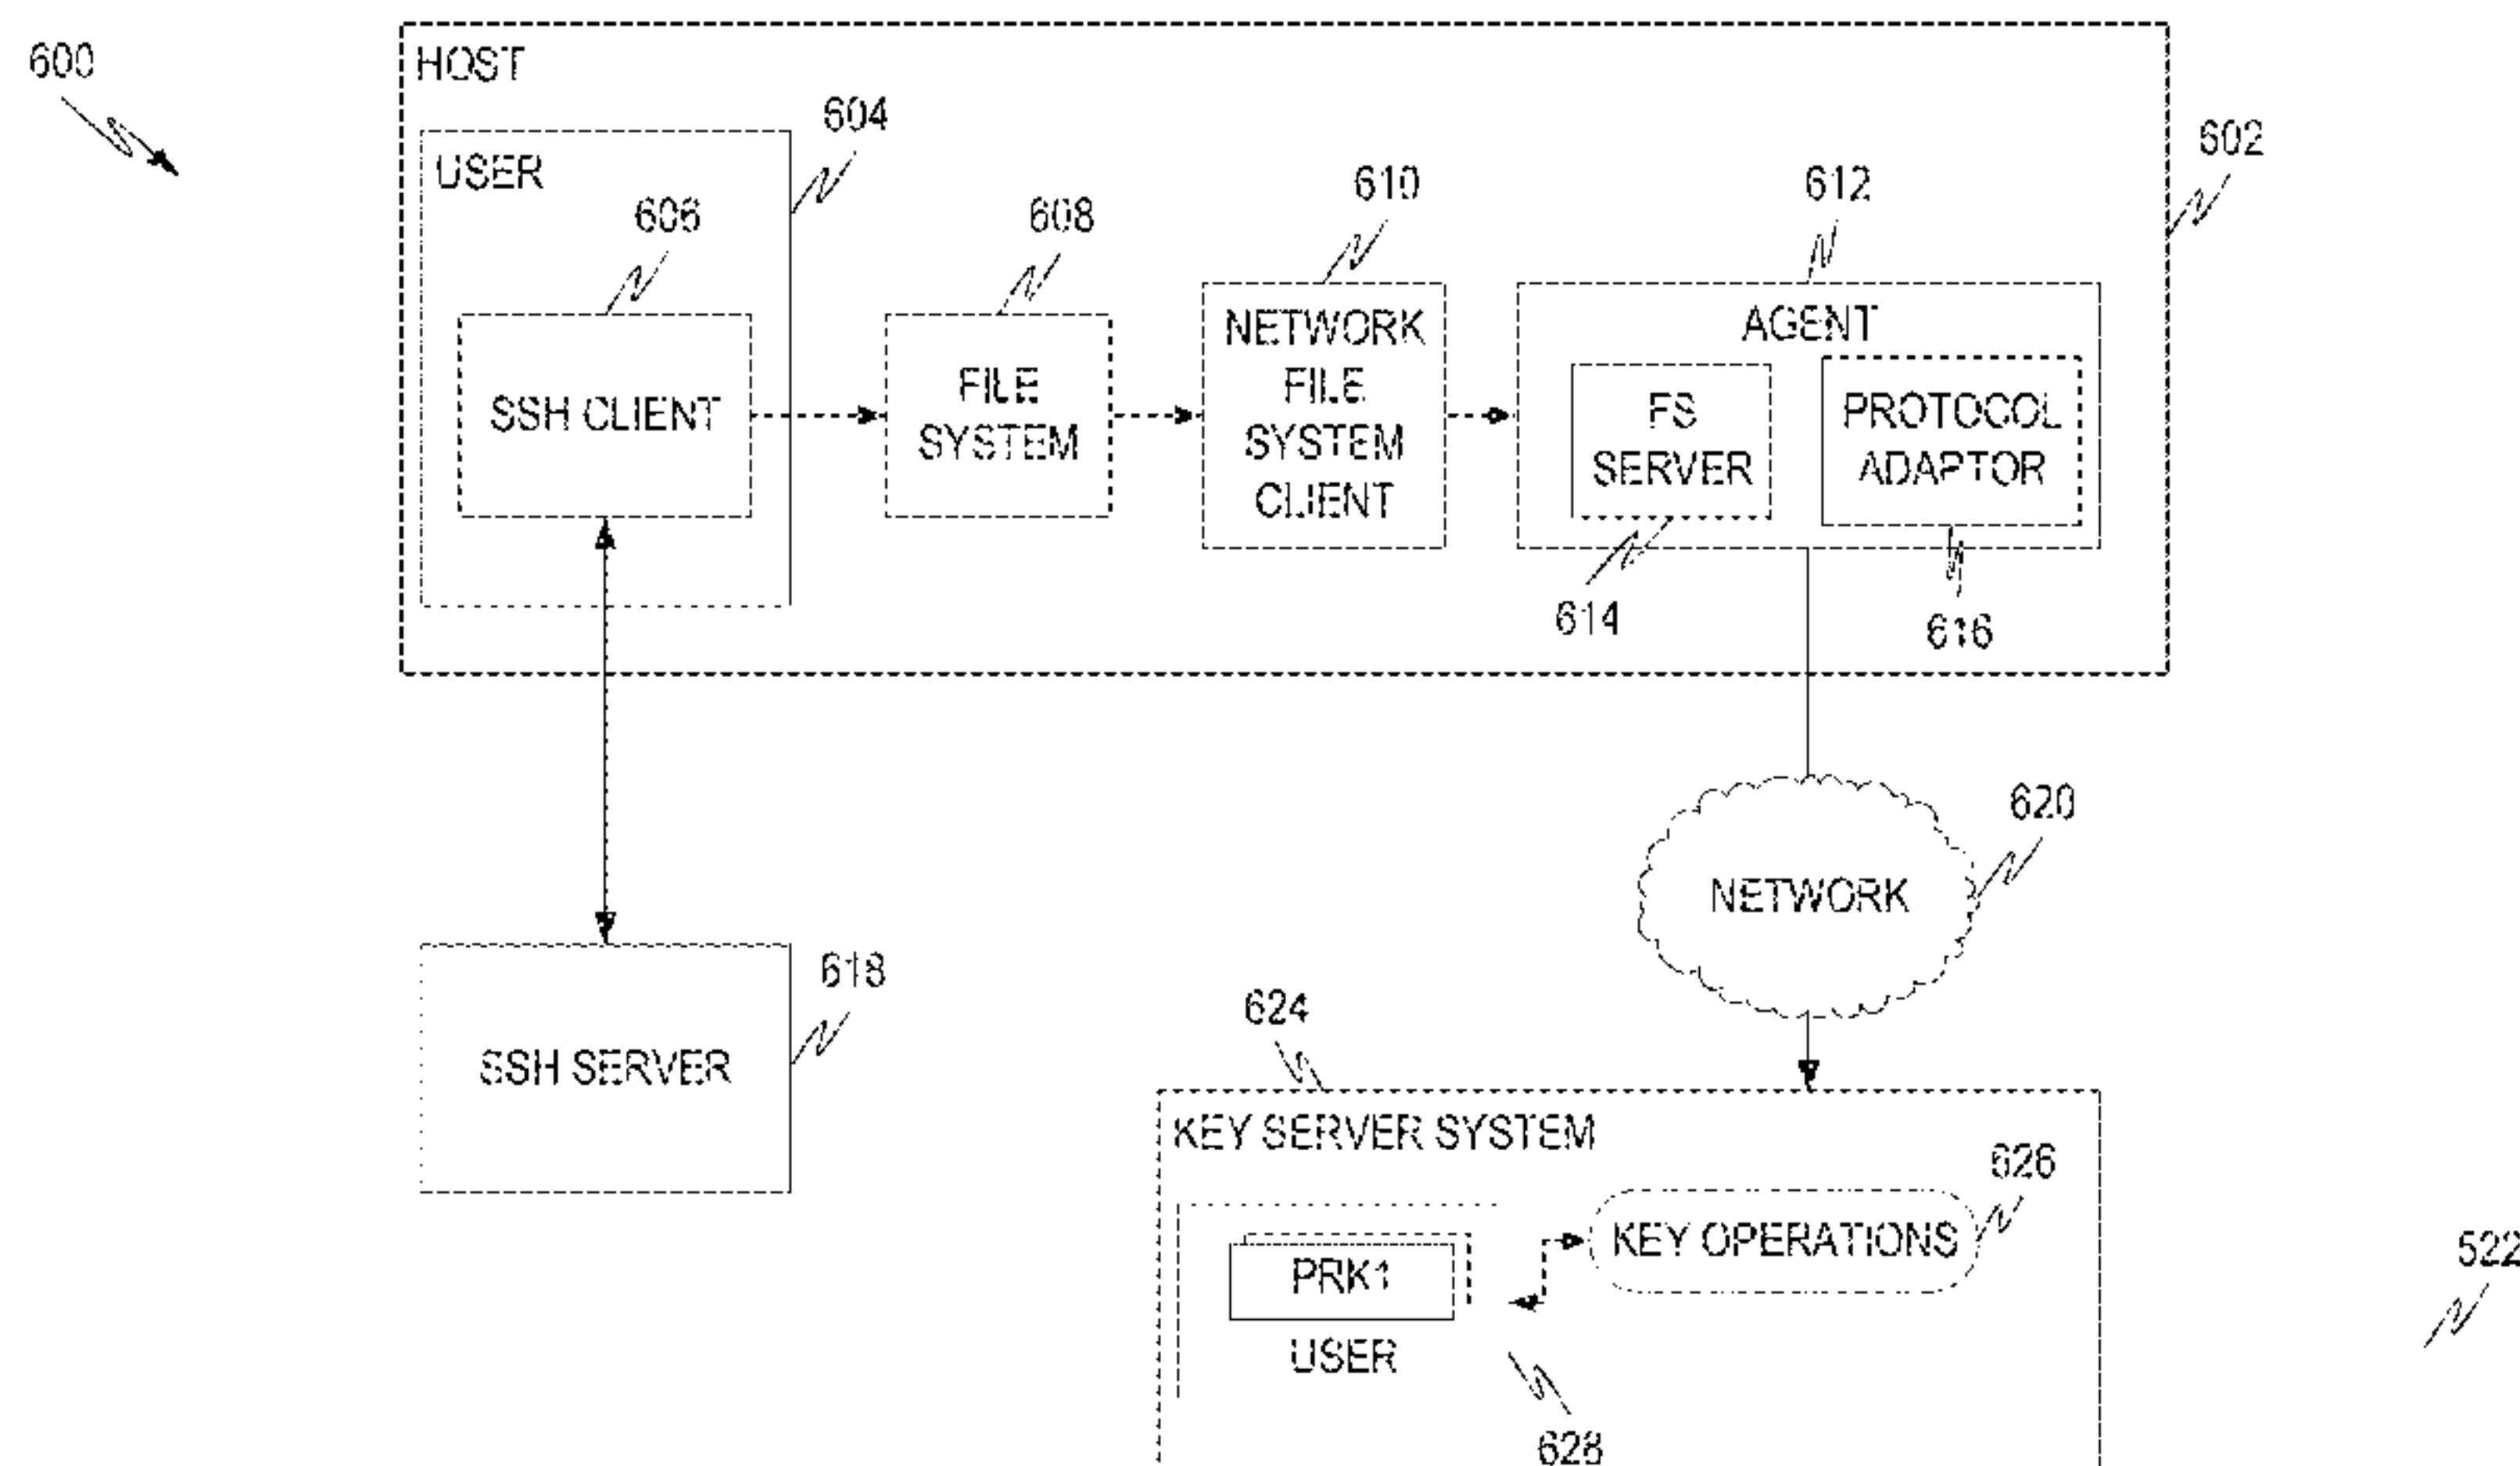 600
HOST
604
602
USER
606
608
610
612
SSH CLIENT
FILE
SYSTEM
NETWORK
FILE
SYSTEM
CLIENT
AGENT
FS
SERVER
PROTOCOL
ADAPTOR
614
616
620
NETWORK
618
SSH SERVER
624
KEY SERVER SYSTEM
626
KEY OPERATIONS
PRK1
USER
628
522